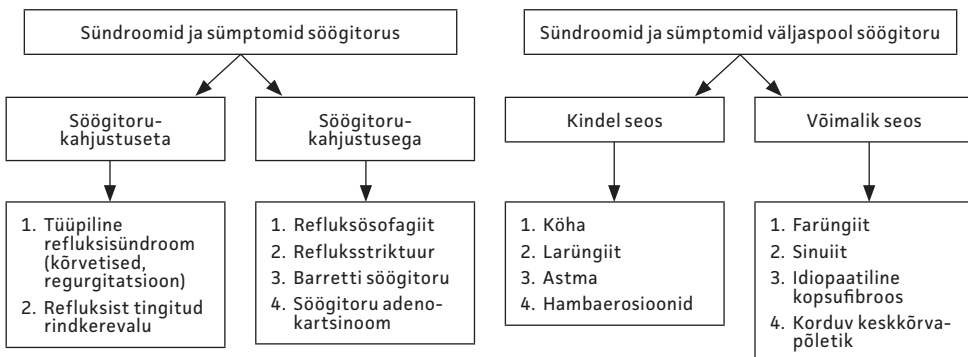 Sündroomid ja sümptomid söögitorus
Söögitoru-
kahjustuseta
Söögitoru-
kahjustusega
1. Tüüpiline
refluksisündroom
(kõrvetised,
regurgitatsioon)
2. Refluksist tingitud
rindkerevalu
1. Refluksösofagiit
2. Refluksstriktuur
3. Barretti söögitoru
4. Söögitoru adeno-
kartsinoom
Sündroomid ja sümptomid väljaspool söögitoru
Kindel seos
Võimalik seos
1. Köha
2. Larüngiit
3. Astma
4. Hambaerosioonid
1. Farüngiit
2. Sinuiit
3. Idiopaatiline
kopsufibroos
4. Korduv keskkõrva-
põletik